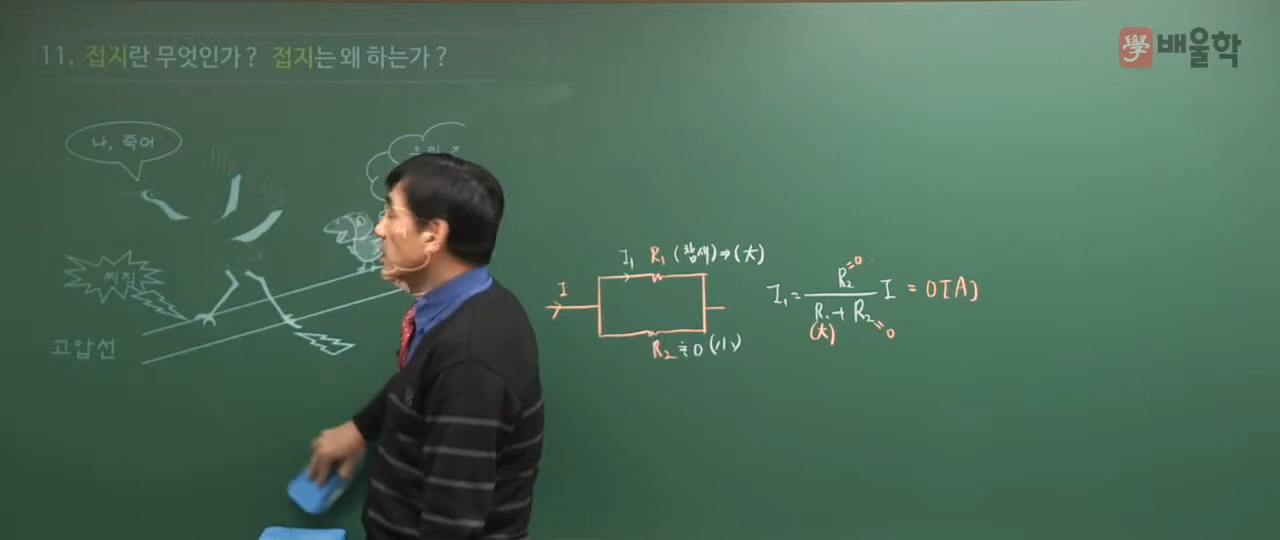 11. 접지란 무엇인가? 접지는 왜 하는가?
學 배울학
나, 죽어
찌직
고압선
I
I₁ R₁ (참새) ⇒ (大)
R₂ ≒ 0 (小)
I₁ = R₂=0 / R₁ + R₂=0 I = 0[A]
(大)